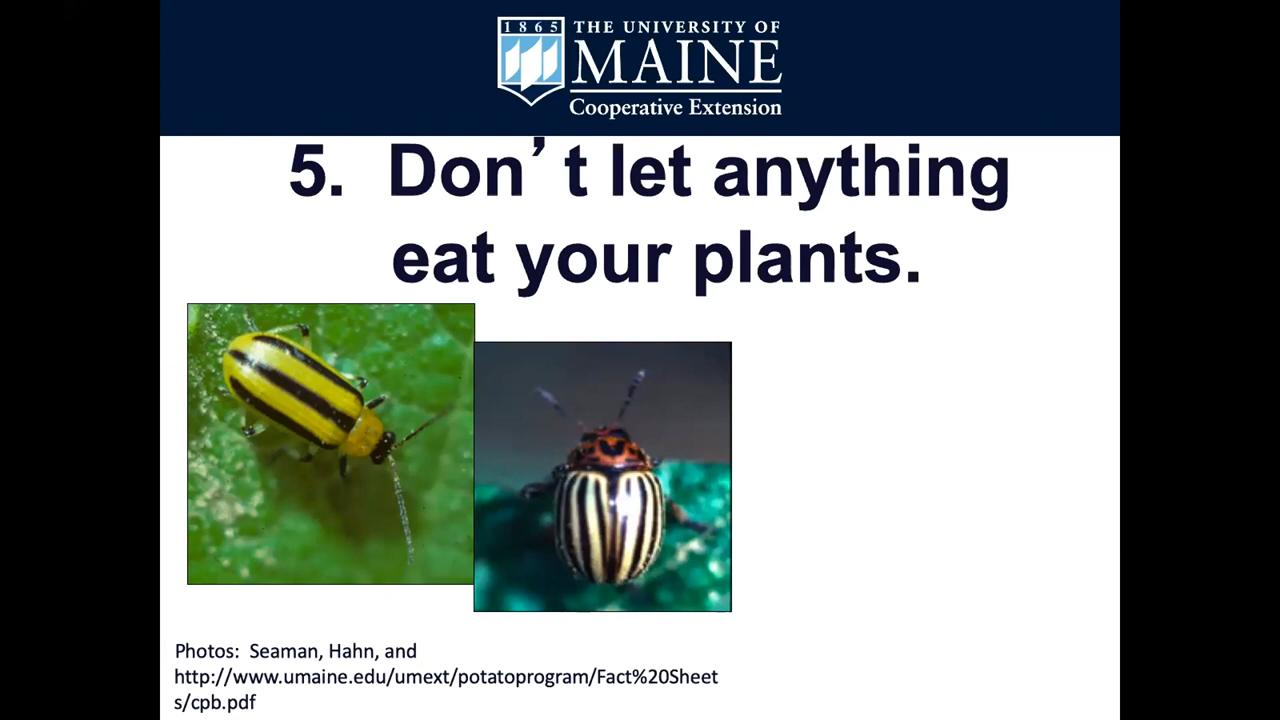 1865
THE UNIVERSITY OF
MAINE
Cooperative Extension
5. Don’t let anything
eat your plants.
Photos: Seaman, Hahn, and
http://www.umaine.edu/umext/potatoprogram/Fact%20Sheet
s/cpb.pdf